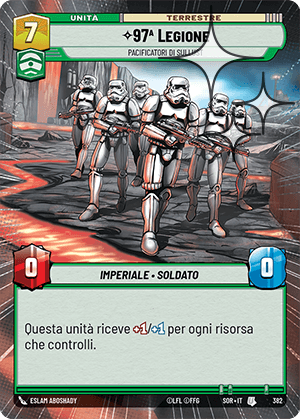 UNITÀ TERRESTRE
7
97ᴬ Legione
PACIFICATORI DI SULLUST
0 0
IMPERIALE • SOLDATO
Questa unità riceve +1/+1 per ogni risorsa
che controlli.
ESLAM ABOSHADY ©LFL ©FFG SOR•IT 382